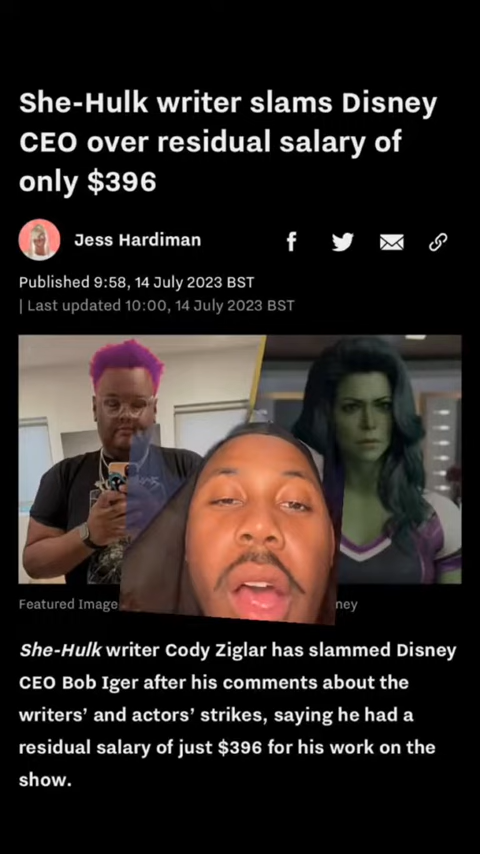 She-Hulk writer slams Disney
CEO over residual salary of
only $396
Jess Hardiman
Published 9:58, 14 July 2023 BST
| Last updated 10:00, 14 July 2023 BST
Featured Image
She-Hulk writer Cody Ziglar has slammed Disney
CEO Bob Iger after his comments about the
writers’ and actors’ strikes, saying he had a
residual salary of just $396 for his work on the
show.